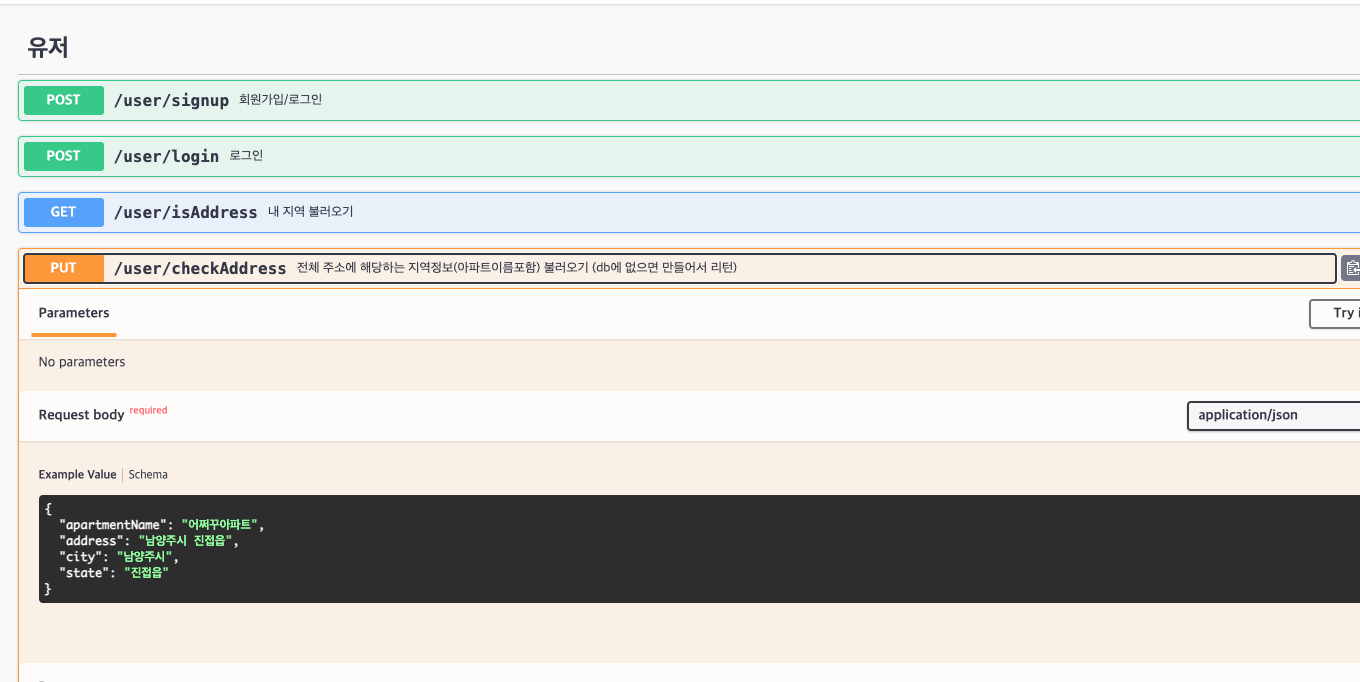 유저
POST /user/signup 회원가입/로그인
POST /user/login 로그인
GET /user/isAddress 내 지역 불러오기
PUT /user/checkAddress 전체 주소에 해당하는 지역정보(아파트이름포함) 불러오기 (db에 없으면 만들어서 리턴)
Parameters Try i
No parameters
Request body required application/json
Example Value Schema
{
"apartmentName": "어쩌꾸아파트",
"address": "남양주시 진접읍",
"city": "남양주시",
"state": "진접읍"
}